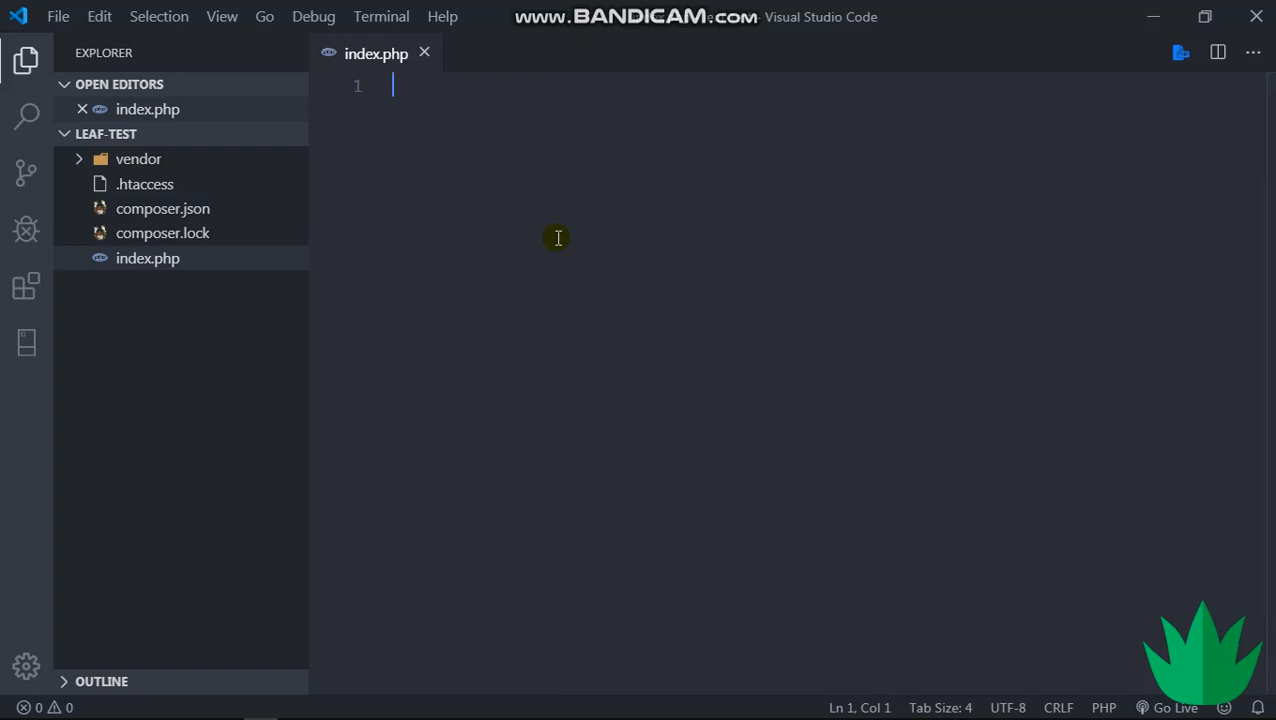 File Edit Selection View Go Debug Terminal Help www.BANDICAM.com - Visual Studio Code
EXPLORER
index.php
OPEN EDITORS
1
index.php
LEAF-TEST
vendor
.htaccess
composer.json
composer.lock
index.php
OUTLINE
0 0 Ln 1, Col 1 Tab Size: 4 UTF-8 CRLF PHP Go Live